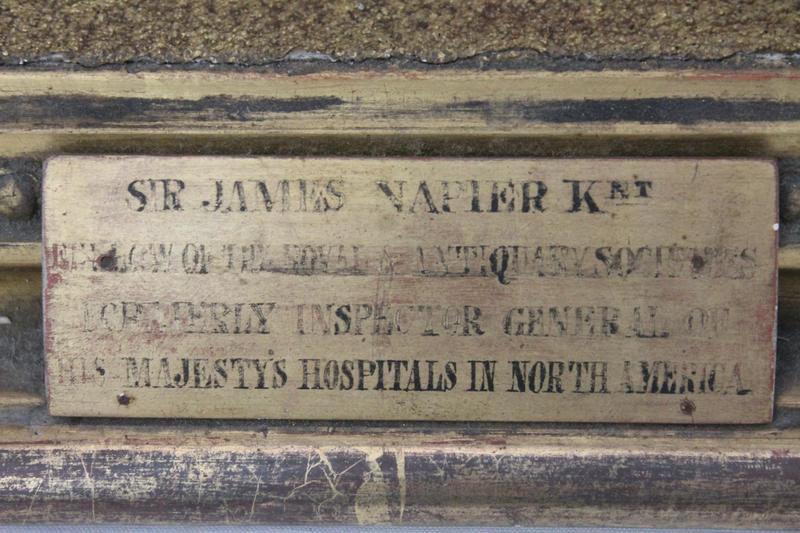 SIR JAMES NAPIER KNT
FELLOW OF THE ROYAL & ANTIQUARY SOCIETIES
FORMERLY INSPECTOR GENERAL OF
HIS MAJESTY'S HOSPITALS IN NORTH AMERICA